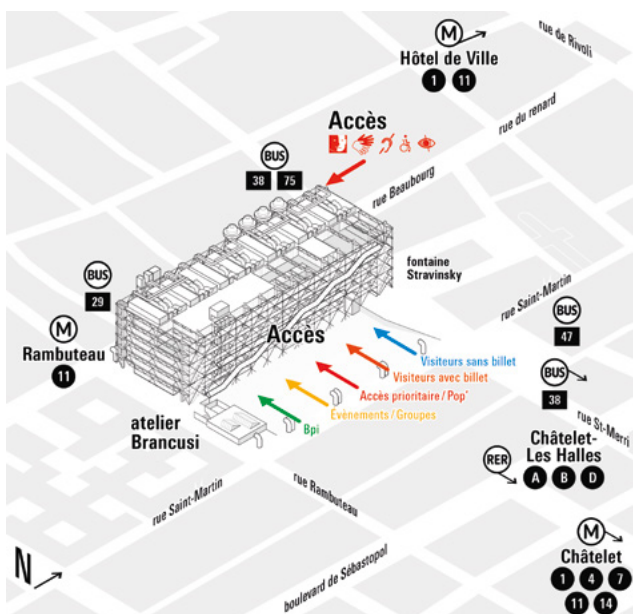 M
Hôtel de Ville
1 11
rue de Rivoli
rue du renard
Accès
BUS
38 75
rue Beaubourg
fontaine
Stravinsky
BUS
29
M
Rambuteau
11
Accès
rue Saint-Martin
BUS
47
Visiteurs sans billet
Visiteurs avec billet
Accès prioritaire / Pop'
Évènements / Groupes
Bpi
BUS
38
rue St-Merri
atelier
Brancusi
Châtelet-
Les Halles
RER
A B D
rue Saint-Martin
rue Rambuteau
boulevard de Sébastopol
M
Châtelet
1 4 7
11 14
N